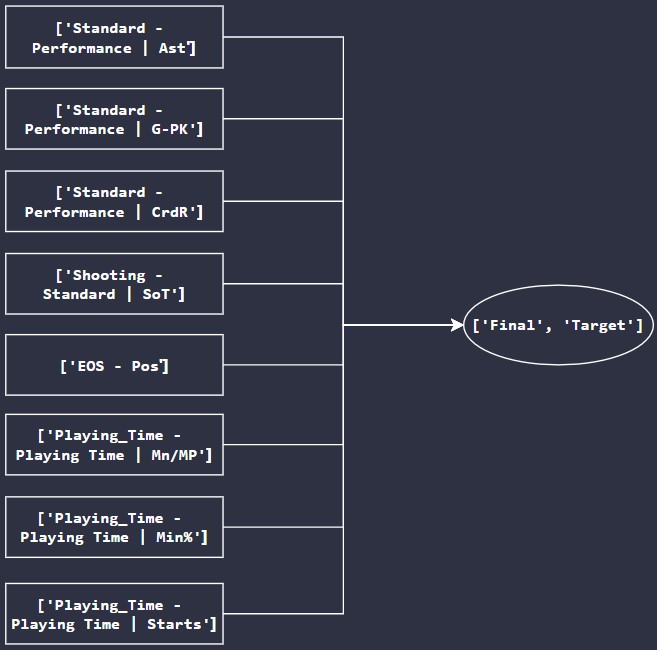 ['Standard -
Performance | Ast']
['Standard -
Performance | G-PK']
['Standard -
Performance | CrdR']
['Shooting -
Standard | SoT']
['EOS - Pos']
['Final', 'Target']
['Playing_Time -
Playing Time | Mn/MP']
['Playing_Time -
Playing Time | Min%']
['Playing_Time -
Playing Time | Starts']